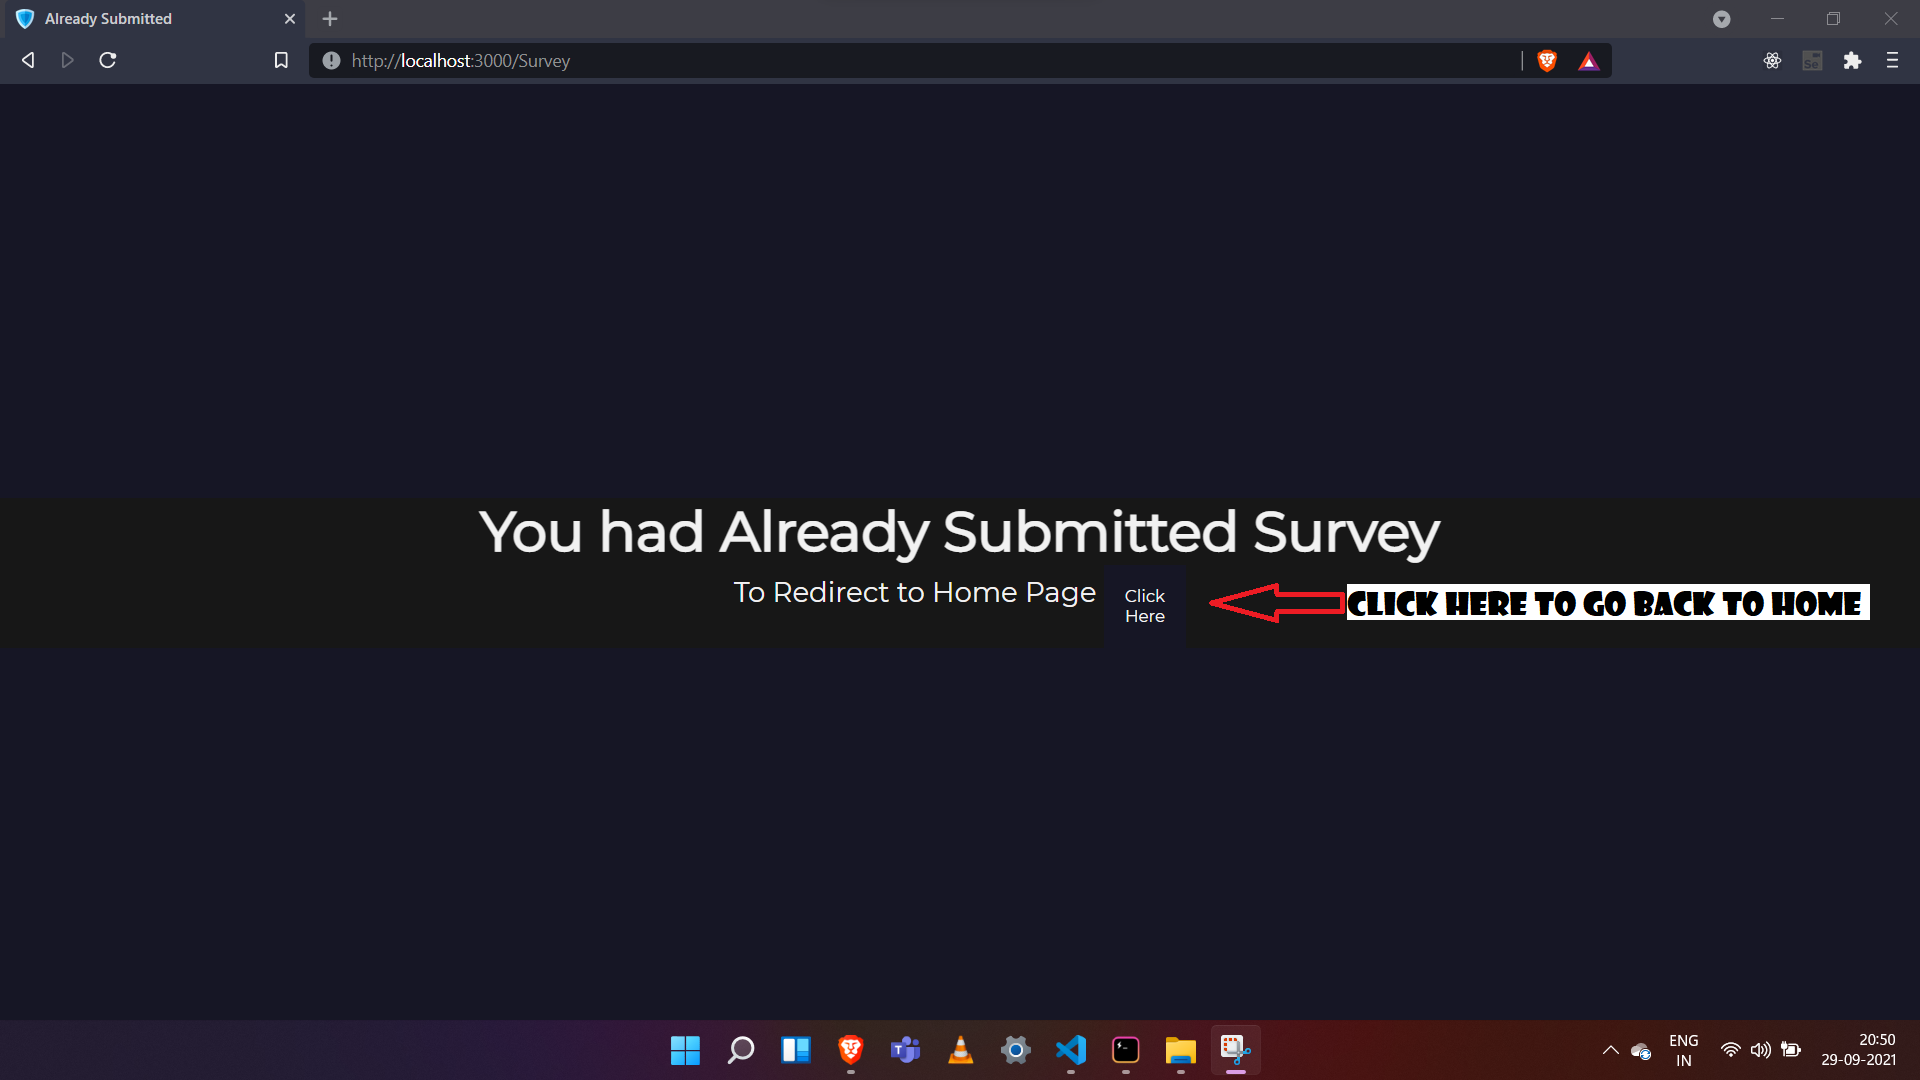 Already Submitted
http://localhost:3000/Survey
Se
You had Already Submitted Survey
To Redirect to Home Page
Click
Here
CLICK HERE TO GO BACK TO HOME
ENG
IN
20:50
29-09-2021